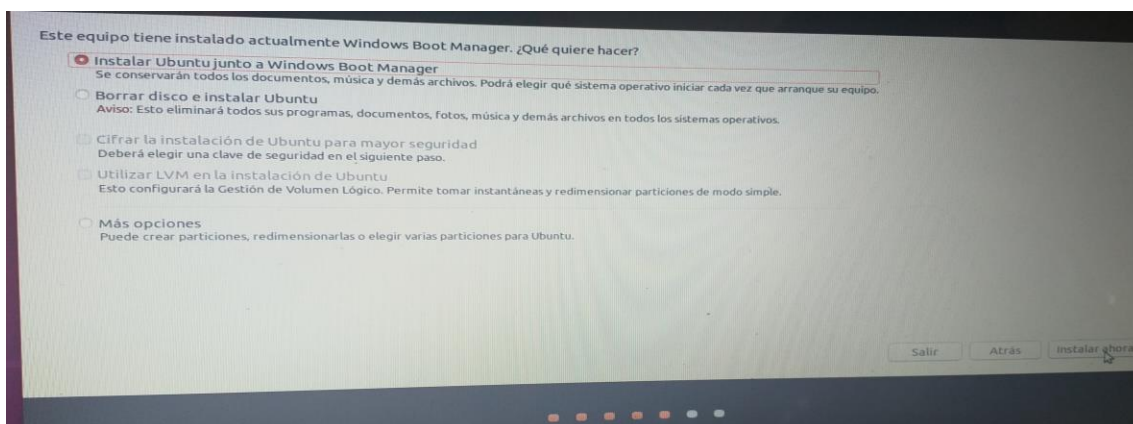 Este equipo tiene instalado actualmente Windows Boot Manager. ¿Qué quiere hacer?
Instalar Ubuntu junto a Windows Boot Manager
Se conservarán todos los documentos, música y demás archivos. Podrá elegir qué sistema operativo iniciar cada vez que arranque su equipo.
Borrar disco e instalar Ubuntu
Aviso: Esto eliminará todos sus programas, documentos, fotos, música y demás archivos en todos los sistemas operativos.
Cifrar la instalación de Ubuntu para mayor seguridad
Deberá elegir una clave de seguridad en el siguiente paso.
Utilizar LVM en la instalación de Ubuntu
Esto configurará la Gestión de Volumen Lógico. Permite tomar instantáneas y redimensionar particiones de modo simple.
Más opciones
Puede crear particiones, redimensionarlas o elegir varias particiones para Ubuntu.
Salir Atrás Instalar ahora